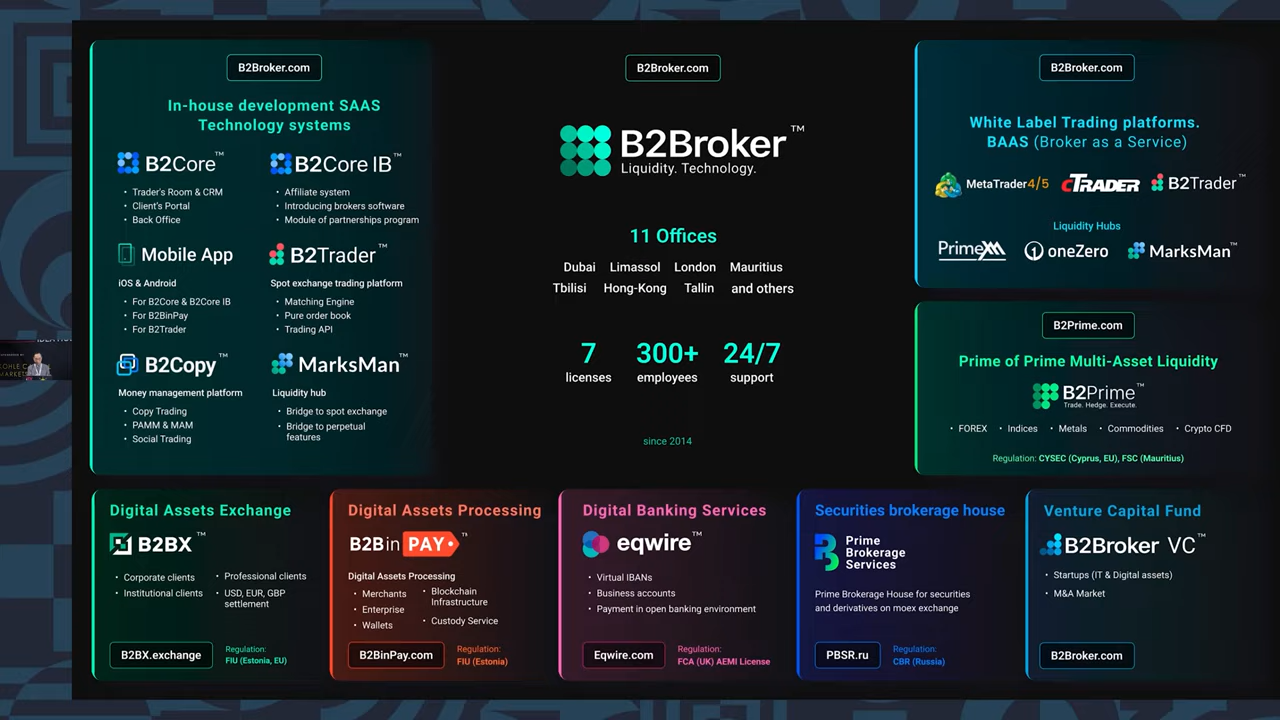 B2Broker.com
In-house development SAAS
Technology systems
B2Core™
• Trader's Room & CRM
• Client's Portal
• Back Office
B2Core IB™
• Affiliate system
• Introducing brokers software
• Module of partnerships program
Mobile App
iOS & Android
• For B2Core & B2Core IB
• For B2BinPay
• For B2Trader
B2Trader™
Spot exchange trading platform
• Matching Engine
• Pure order book
• Trading API
B2Copy™
Money management platform
• Copy Trading
• PAMM & MAM
• Social Trading
MarksMan™
Liquidity hub
• Bridge to spot exchange
• Bridge to perpetual
features
B2Broker.com
B2Broker™
Liquidity. Technology.
11 Offices
Dubai Limassol London Mauritius
Tbilisi Hong-Kong Tallin and others
7 300+ 24/7
licenses employees support
since 2014
B2Broker.com
White Label Trading platforms.
BAAS (Broker as a Service)
MetaTrader4/5 cTRADER B2Trader™
Liquidity Hubs
PrimeXM oneZero MarksMan™
B2Prime.com
Prime of Prime Multi-Asset Liquidity
B2Prime™
Trade. Hedge. Execute.
• FOREX • Indices • Metals • Commodities • Crypto CFD
Regulation: CYSEC (Cyprus, EU), FSC (Mauritius)
Digital Assets Exchange
B2BX™
• Corporate clients
• Institutional clients
• Professional clients
• USD, EUR, GBP
settlement
B2BX.exchange
Regulation:
FIU (Estonia, EU)
Digital Assets Processing
B2BinPAY™
Digital Assets Processing
• Merchants
• Enterprise
• Wallets
• Blockchain
Infrastructure
• Custody Service
B2BinPay.com
Regulation:
FIU (Estonia)
Digital Banking Services
eqwire™
• Virtual IBANs
• Business accounts
• Payment in open banking environment
Eqwire.com
Regulation:
FCA (UK) AEMI License
Securities brokerage house
Prime
Brokerage
Services
Prime Brokerage House for securities
and derivatives on moex exchange
PBSR.ru
Regulation:
CBR (Russia)
Venture Capital Fund
B2Broker VC™
• Startups (IT & Digital assets)
• M&A Market
B2Broker.com